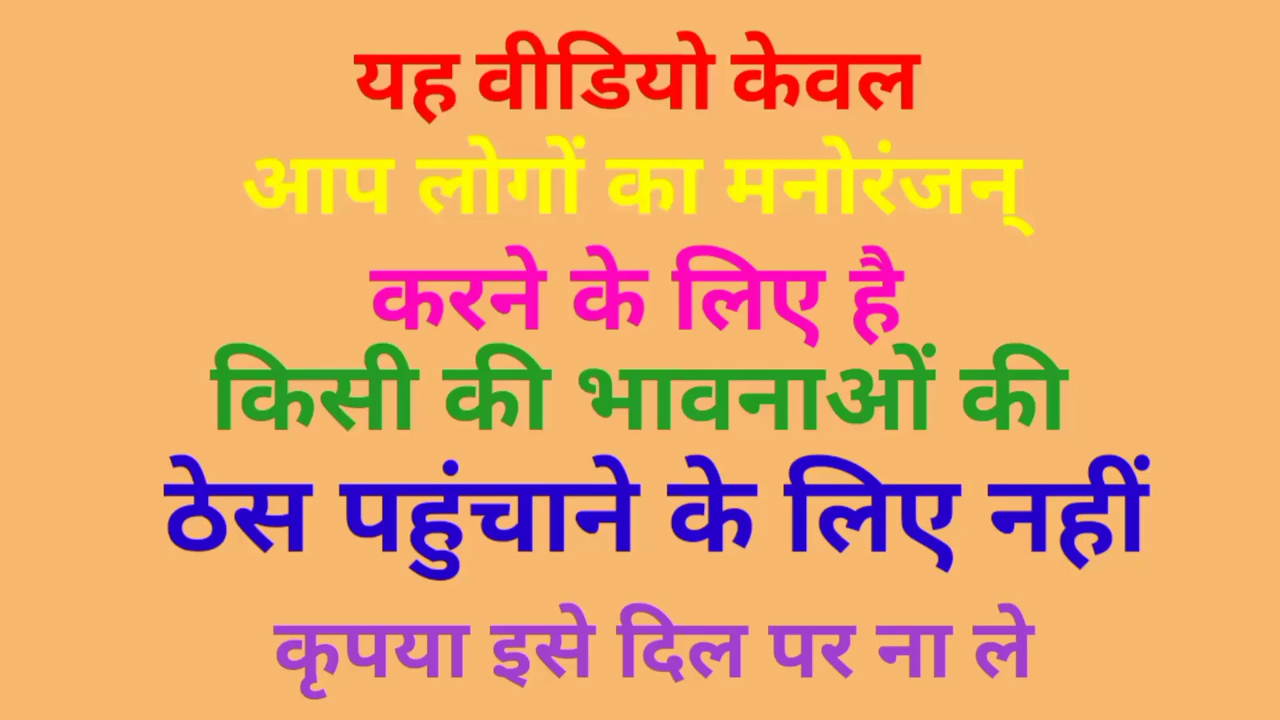 यह वीडियो केवल
आप लोगों का मनोरंजन्
करने के लिए है
किसी की भावनाओं की
ठेस पहुंचाने के लिए नहीं
कृपया इसे दिल पर ना ले